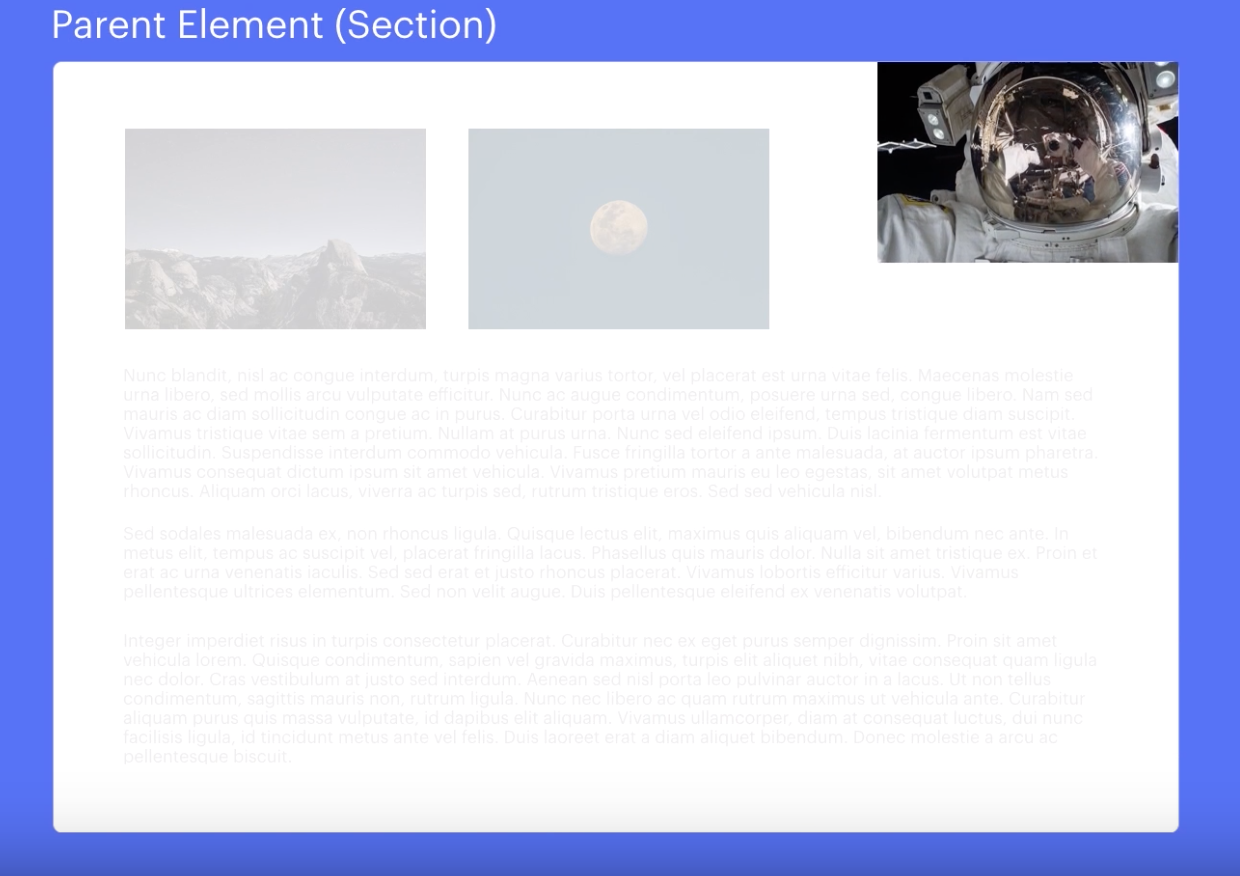 Parent Element (Section)
Nunc blandit, nisl ac congue interdum, turpis magna varius tortor, vel placerat est urna vitae felis. Maecenas molestie
urna libero, sed mollis arcu vulputate efficitur. Nunc ac augue condimentum, posuere urna sed, congue libero. Nam sed
mauris ac diam sollicitudin congue ac in purus. Curabitur porta urna vel odio eleifend, tempus tristique diam suscipit.
Vivamus tristique vitae sem a pretium. Nullam at purus urna. Nunc sed eleifend ipsum. Duis lacinia fermentum est vitae
sollicitudin. Suspendisse interdum commodo vehicula. Fusce fringilla tortor a ante malesuada, at auctor ipsum pharetra.
Vivamus consequat dictum ipsum sit amet vehicula. Vivamus pretium mauris eu leo egestas, sit amet volutpat metus
rhoncus. Aliquam orci lacus, viverra ac turpis sed, rutrum tristique eros. Sed sed vehicula nisl.
Sed sodales malesuada ex, non rhoncus ligula. Quisque lectus elit, maximus quis aliquam vel, bibendum nec ante. In
metus elit, tempus ac suscipit vel, placerat fringilla lacus. Phasellus quis mauris dolor. Nulla sit amet tristique ex. Proin et
erat ac urna venenatis iaculis. Sed sed erat et justo rhoncus placerat. Vivamus lobortis efficitur varius. Vivamus
pellentesque ultrices elementum. Sed non velit augue. Duis pellentesque eleifend ex venenatis volutpat.
Integer imperdiet risus in turpis consectetur placerat. Curabitur nec ex eget purus semper dignissim. Proin sit amet
vehicula lorem. Quisque condimentum, sapien vel gravida maximus, turpis elit aliquet nibh, vitae consequat quam ligula
nec dolor. Cras vestibulum at justo sed interdum. Aenean sed nisl porta leo pulvinar auctor in a lacus. Ut non tellus
condimentum, sagittis mauris non, rutrum ligula. Nunc nec libero ac quam rutrum maximus ut vehicula ante. Curabitur
aliquam purus quis massa vulputate, id dapibus elit aliquam. Vivamus ullamcorper, diam at consequat luctus, dui nunc
facilisis ligula, id tincidunt metus ante vel felis. Duis laoreet erat a diam aliquet bibendum. Donec molestie a arcu ac
pellentesque biscuit.